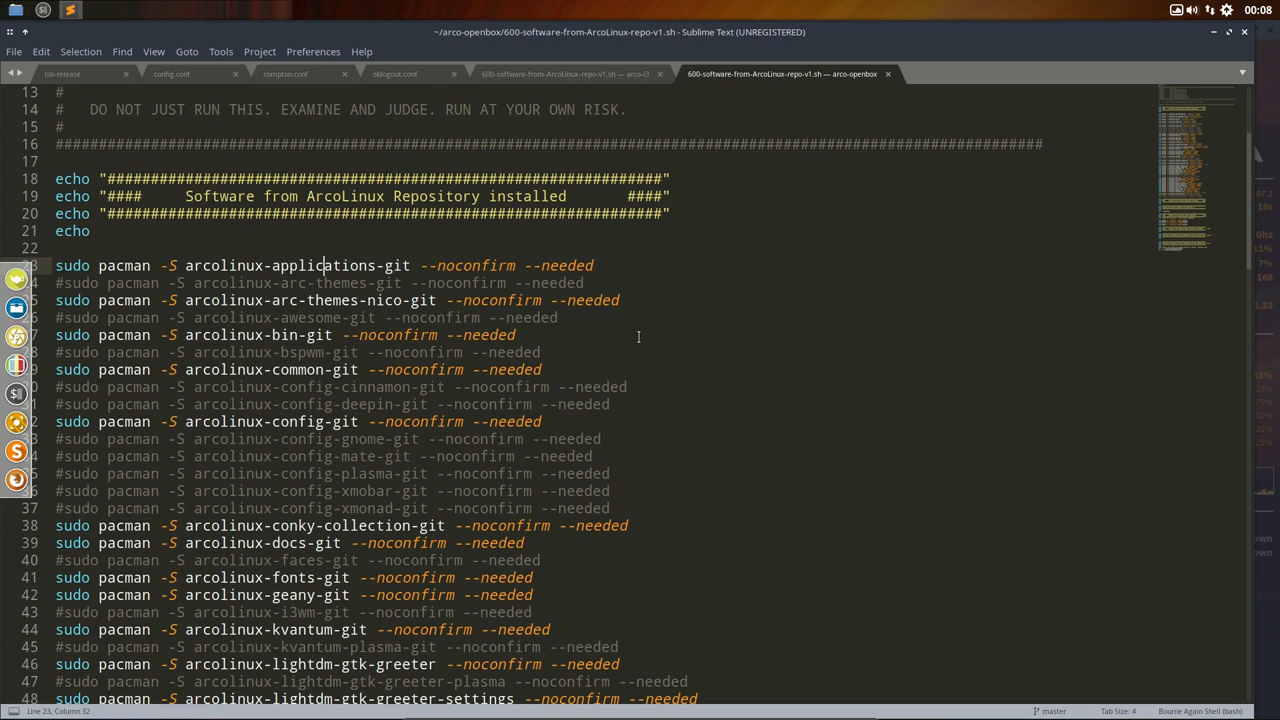 00:08
~/arco-openbox/600-software-from-ArcoLinux-repo-v1.sh - Sublime Text (UNREGISTERED)
File Edit Selection Find View Goto Tools Project Preferences Help
lsb-release config.conf compton.conf oblogout.conf 600-software-from-ArcoLinux-repo-v1.sh — arco-i3 600-software-from-ArcoLinux-repo-v1.sh — arco-openbox
13 #
14 #   DO NOT JUST RUN THIS. EXAMINE AND JUDGE. RUN AT YOUR OWN RISK.
15 #
16 ##################################################################################################################
17
18 echo "################################################################"
19 echo "####     Software from ArcoLinux Repository installed       ####"
20 echo "################################################################"
21 echo
22
23 sudo pacman -S arcolinux-applications-git --noconfirm --needed
4 #sudo pacman -S arcolinux-arc-themes-git --noconfirm --needed
5 sudo pacman -S arcolinux-arc-themes-nico-git --noconfirm --needed
6 #sudo pacman -S arcolinux-awesome-git --noconfirm --needed
7 sudo pacman -S arcolinux-bin-git --noconfirm --needed
8 #sudo pacman -S arcolinux-bspwm-git --noconfirm --needed
9 sudo pacman -S arcolinux-common-git --noconfirm --needed
0 #sudo pacman -S arcolinux-config-cinnamon-git --noconfirm --needed
1 #sudo pacman -S arcolinux-config-deepin-git --noconfirm --needed
2 sudo pacman -S arcolinux-config-git --noconfirm --needed
3 #sudo pacman -S arcolinux-config-gnome-git --noconfirm --needed
4 #sudo pacman -S arcolinux-config-mate-git --noconfirm --needed
5 #sudo pacman -S arcolinux-config-plasma-git --noconfirm --needed
6 #sudo pacman -S arcolinux-config-xmobar-git --noconfirm --needed
37 #sudo pacman -S arcolinux-config-xmonad-git --noconfirm --needed
38 sudo pacman -S arcolinux-conky-collection-git --noconfirm --needed
39 sudo pacman -S arcolinux-docs-git --noconfirm --needed
40 #sudo pacman -S arcolinux-faces-git --noconfirm --needed
41 sudo pacman -S arcolinux-fonts-git --noconfirm --needed
42 sudo pacman -S arcolinux-geany-git --noconfirm --needed
43 #sudo pacman -S arcolinux-i3wm-git --noconfirm --needed
44 sudo pacman -S arcolinux-kvantum-git --noconfirm --needed
45 #sudo pacman -S arcolinux-kvantum-plasma-git --noconfirm --needed
46 sudo pacman -S arcolinux-lightdm-gtk-greeter --noconfirm --needed
47 #sudo pacman -S arcolinux-lightdm-gtk-greeter-plasma --noconfirm --needed
48 sudo pacman -S arcolinux-lightdm-gtk-greeter-settings --noconfirm --needed
Line 23, Column 32 master Tab Size: 4 Bourne Again Shell (bash)